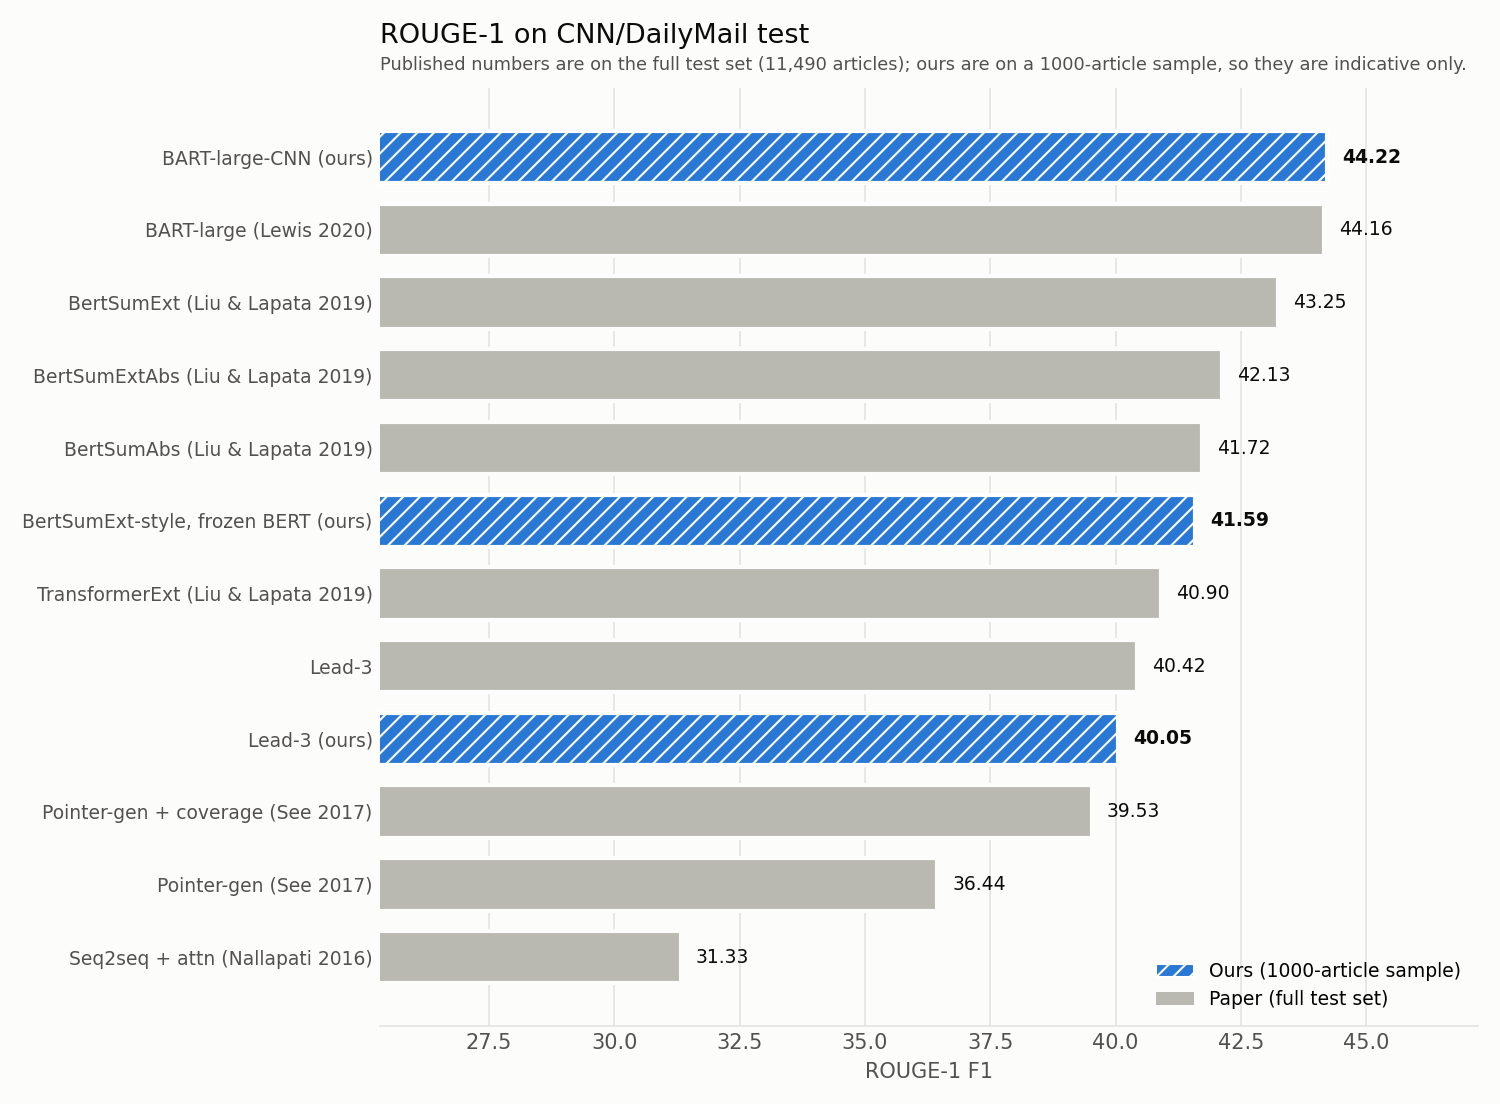 ROUGE-1 on CNN/DailyMail test
Published numbers are on the full test set (11,490 articles); ours are on a 1000-article sample, so they are indicative only.
BART-large-CNN (ours) 44.22
BART-large (Lewis 2020) 44.16
BertSumExt (Liu & Lapata 2019) 43.25
BertSumExtAbs (Liu & Lapata 2019) 42.13
BertSumAbs (Liu & Lapata 2019) 41.72
BertSumExt-style, frozen BERT (ours) 41.59
TransformerExt (Liu & Lapata 2019) 40.90
Lead-3 40.42
Lead-3 (ours) 40.05
Pointer-gen + coverage (See 2017) 39.53
Pointer-gen (See 2017) 36.44
Seq2seq + attn (Nallapati 2016) 31.33
Ours (1000-article sample)
Paper (full test set)
27.5 30.0 32.5 35.0 37.5 40.0 42.5 45.0
ROUGE-1 F1